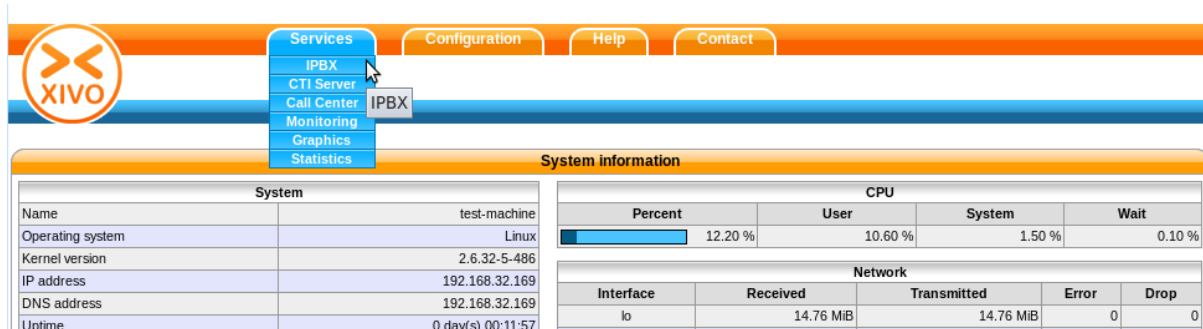 XIVO
Services Configuration Help Contact
IPBX
CTI Server
Call Center
IPBX
Monitoring
Graphics
Statistics
System information
System
Name test-machine
Operating system Linux
Kernel version 2.6.32-5-486
IP address 192.168.32.169
DNS address 192.168.32.169
Uptime 0 day(s) 00:11:57
CPU
Percent User System Wait
12.20 % 10.60 % 1.50 % 0.10 %
Network
Interface Received Transmitted Error Drop
lo 14.76 MiB 14.76 MiB 0 0